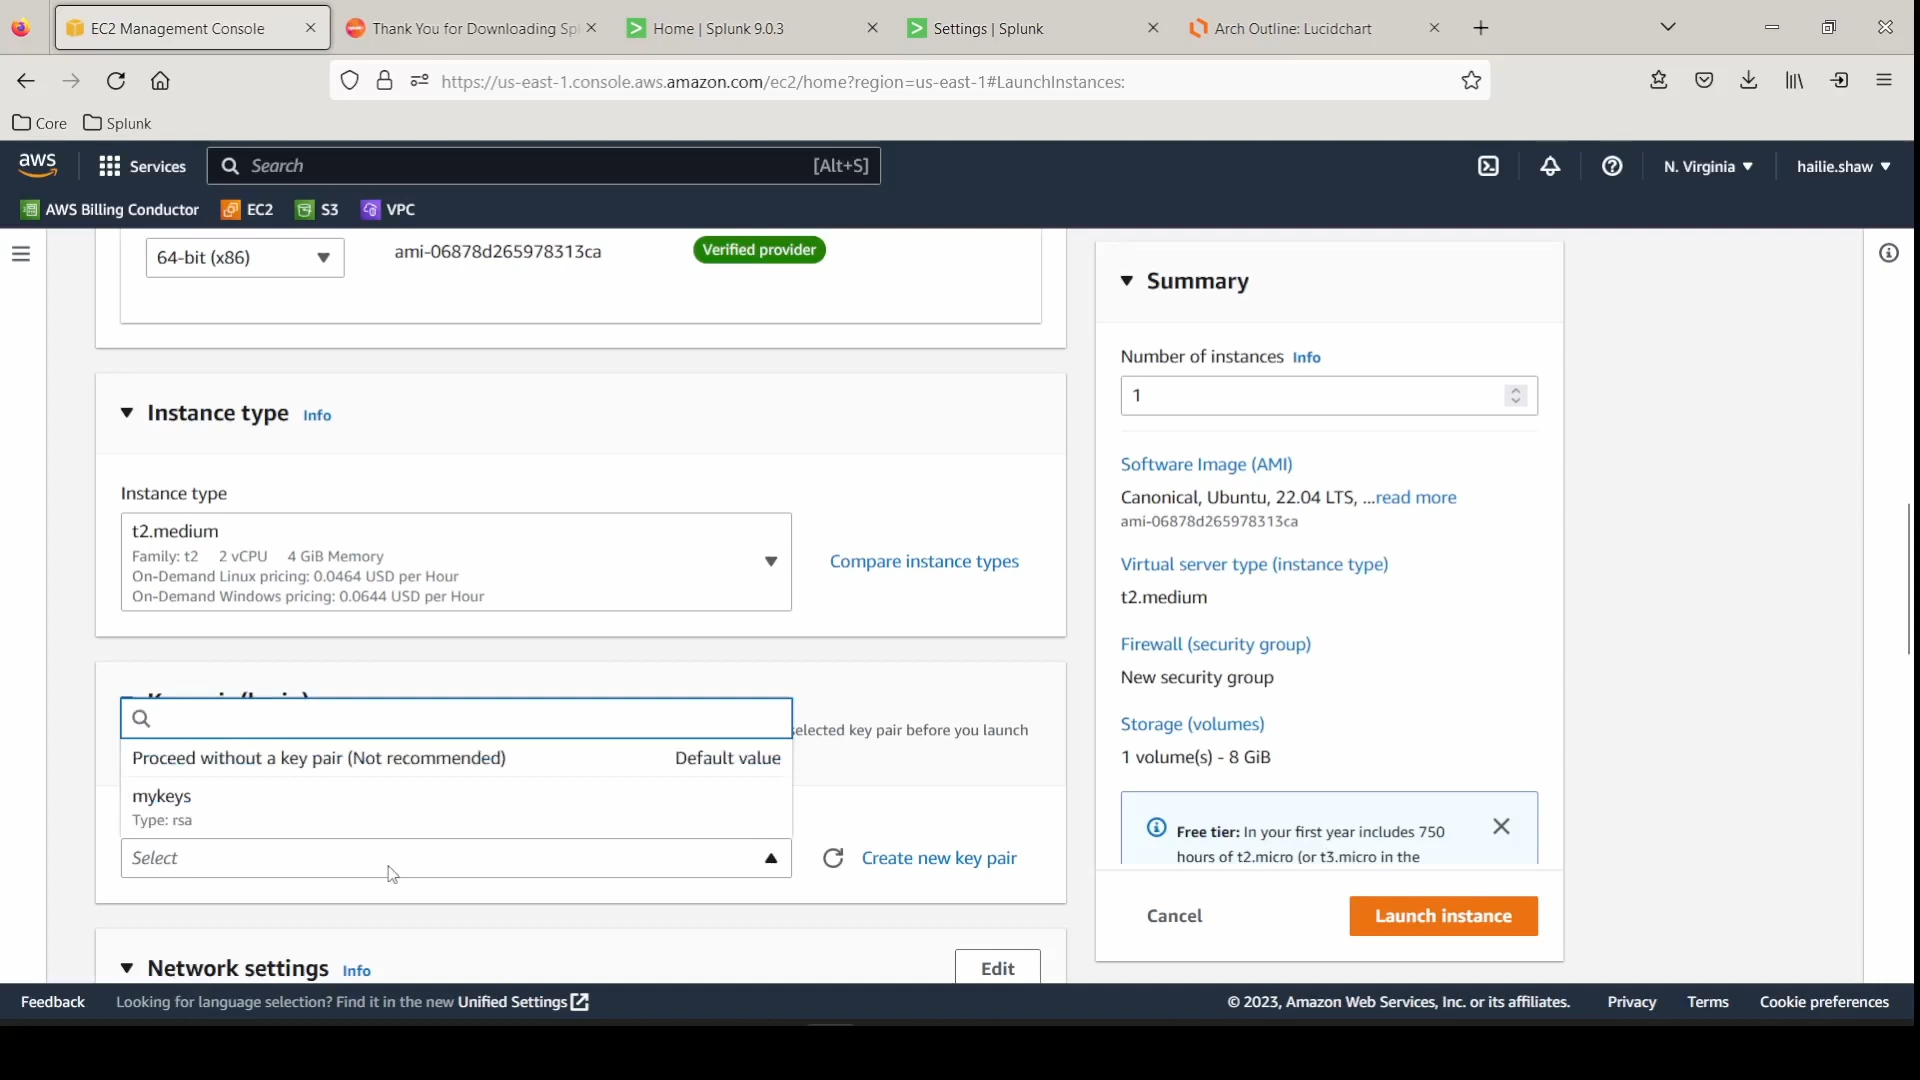 EC2 Management Console
Thank You for Downloading Spl
Home | Splunk 9.0.3
Settings | Splunk
Arch Outline: Lucidchart
https://us-east-1.console.aws.amazon.com/ec2/home?region=us-east-1#LaunchInstances:
Core
Splunk
aws
Services
Search
[Alt+S]
N. Virginia
hailie.shaw
AWS Billing Conductor
EC2
S3
VPC
64-bit (x86)
ami-06878d265978313ca
Verified provider
Instance type
Info
Instance type
t2.medium
Family: t2 2 vCPU 4 GiB Memory
On-Demand Linux pricing: 0.0464 USD per Hour
On-Demand Windows pricing: 0.0644 USD per Hour
Compare instance types
selected key pair before you launch
Proceed without a key pair (Not recommended)
Default value
mykeys
Type: rsa
Select
Create new key pair
Network settings
Info
Edit
Summary
Number of instances Info
1
Software Image (AMI)
Canonical, Ubuntu, 22.04 LTS, ...read more
ami-06878d265978313ca
Virtual server type (instance type)
t2.medium
Firewall (security group)
New security group
Storage (volumes)
1 volume(s) - 8 GiB
Free tier: In your first year includes 750
hours of t2.micro (or t3.micro in the
Cancel
Launch instance
Feedback
Looking for language selection? Find it in the new Unified Settings
© 2023, Amazon Web Services, Inc. or its affiliates.
Privacy
Terms
Cookie preferences